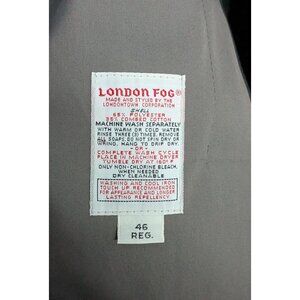 LONDON FOG®
MADE AND STYLED BY THE
LONDONTOWN CORPORATION
SHELL
65% POLYESTER
35% COMBED COTTON
MACHINE WASH SEPARATELY
WITH WARM OR COLD WATER
RINSE THREE (3) TIMES. REMOVE
ALL SOAPS. DO NOT SPIN DRY OR
WRING. HANG TO DRIP DRY.
- OR -
COMPLETE WASH CYCLE
PLACE IN MACHINE DRYER
TUMBLE DRY AT 160° F
ONLY NON-CHLORINE BLEACH,
WHEN NEEDED
DRY CLEANABLE
WASHING AND COOL IRON
TOUCH UP RECOMMENDED
FOR APPEARANCE AND LONGER
LASTING REPELLENCY
46
REG.